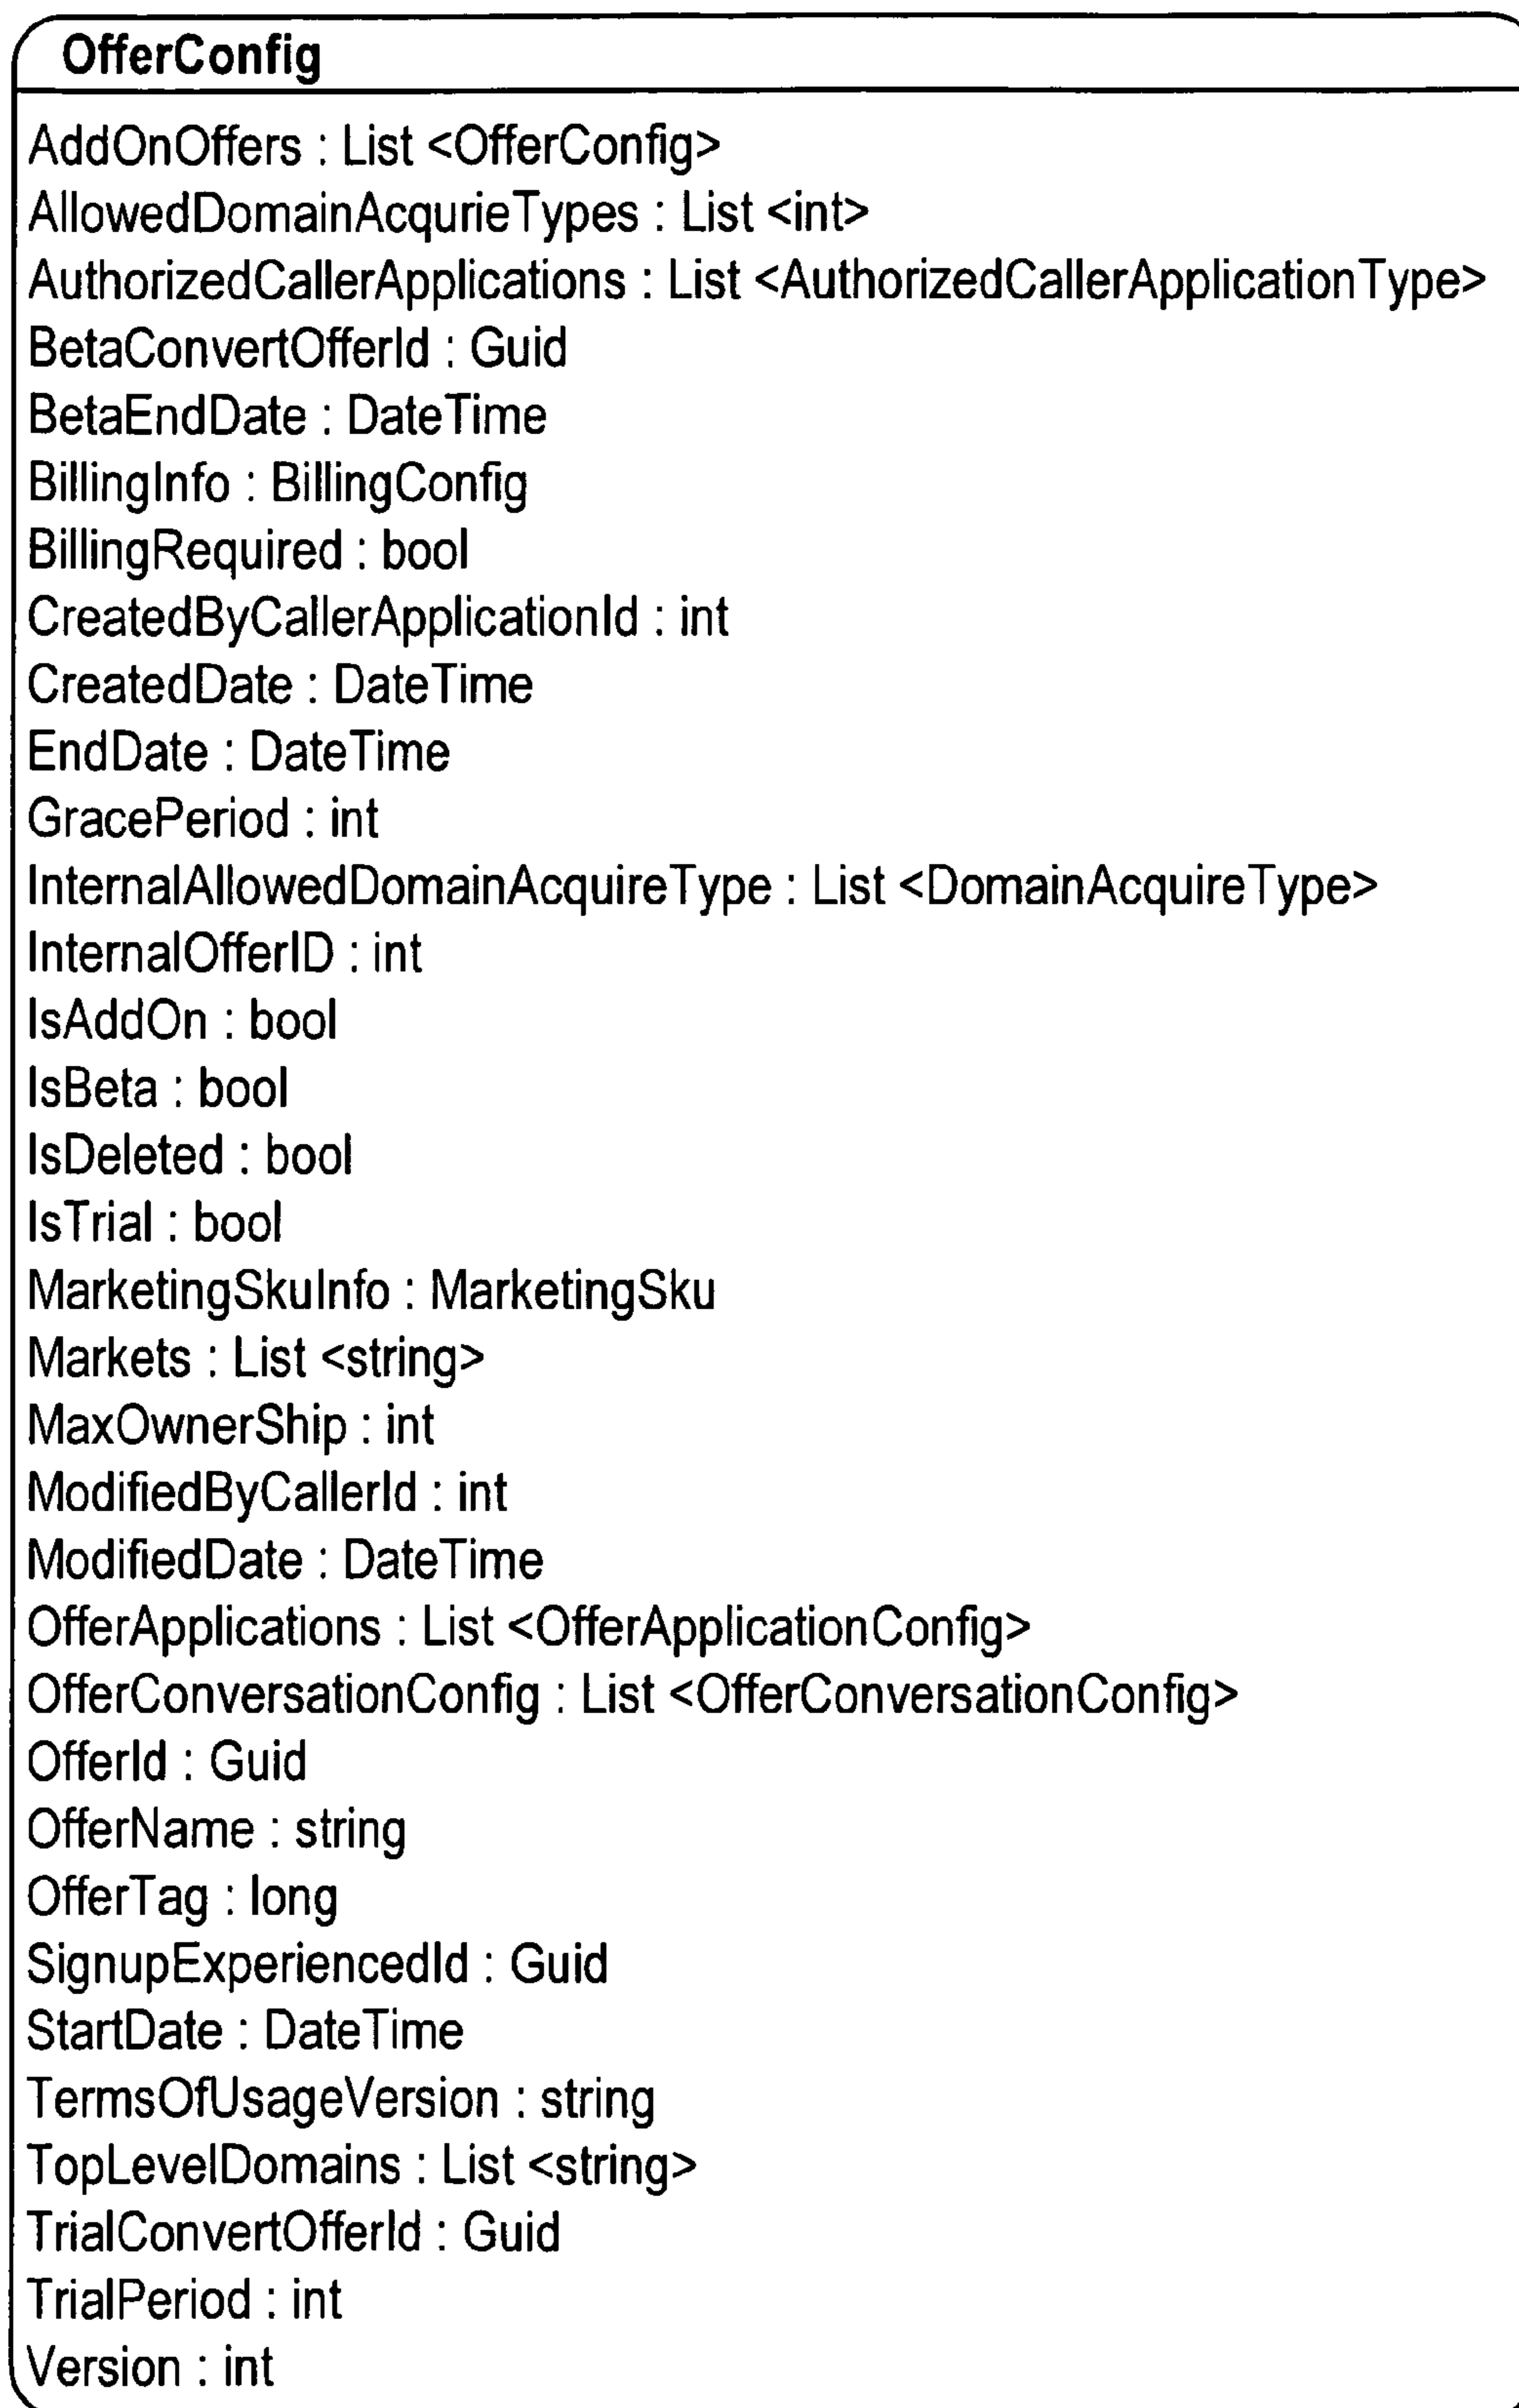 OfferConfig
AddOnOffers : List <OfferConfig>
AllowedDomainAcqurieTypes : List <int>
AuthorizedCallerApplications : List <AuthorizedCallerApplicationType>
BetaConvertOfferId : Guid
BetaEndDate : DateTime
BillingInfo : BillingConfig
BillingRequired : bool
CreatedByCallerApplicationId : int
CreatedDate : DateTime
EndDate : DateTime
GracePeriod : int
InternalAllowedDomainAcquireType : List <DomainAcquireType>
InternalOfferID : int
IsAddOn : bool
IsBeta : bool
IsDeleted : bool
IsTrial : bool
MarketingSkuInfo : MarketingSku
Markets : List <string>
MaxOwnerShip : int
ModifiedByCallerId : int
ModifiedDate : DateTime
OfferApplications : List <OfferApplicationConfig>
OfferConversationConfig : List <OfferConversationConfig>
OfferId : Guid
OfferName : string
OfferTag : long
SignupExperiencedId : Guid
StartDate : DateTime
TermsOfUsageVersion : string
TopLevelDomains : List <string>
TrialConvertOfferId : Guid
TrialPeriod : int
Version : int